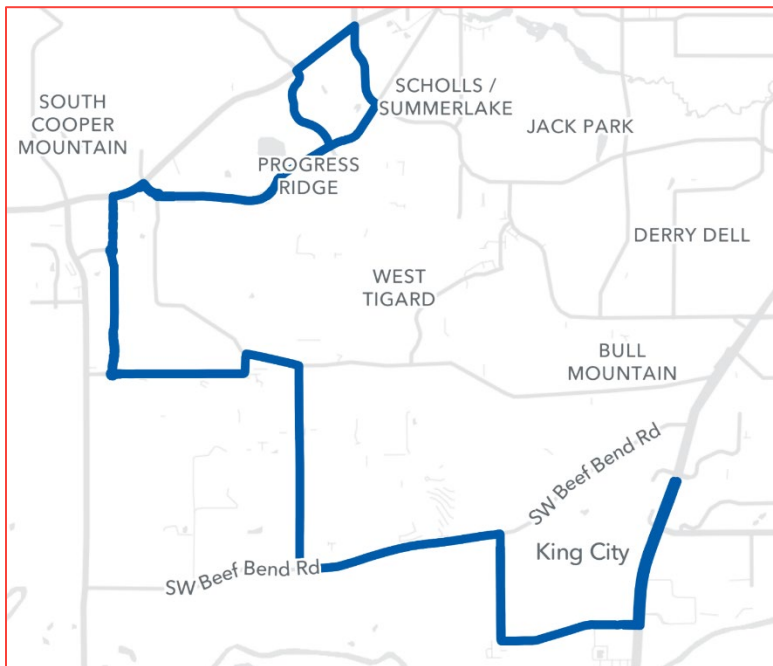 SOUTH
COOPER
MOUNTAIN
SCHOLLS /
SUMMERLAKE
JACK PARK
PROGRESS
RIDGE
DERRY DELL
WEST
TIGARD
BULL
MOUNTAIN
SW Beef Bend Rd
King City
SW Beef Bend Rd